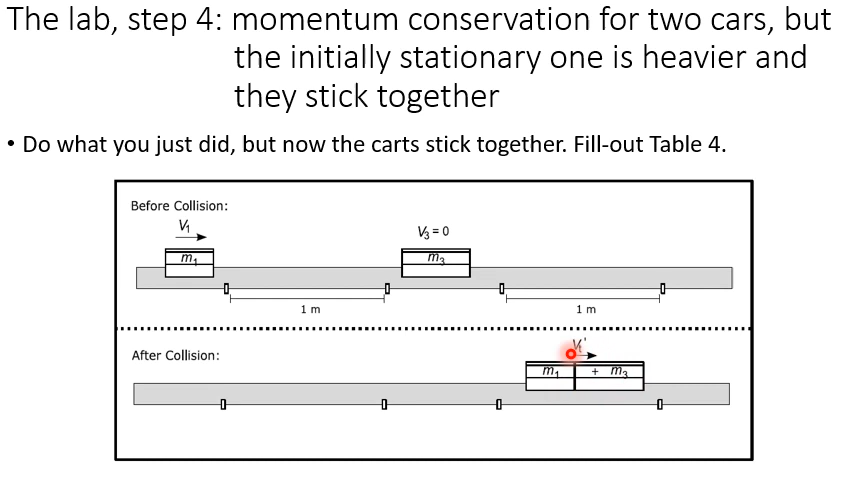 The lab, step 4: momentum conservation for two cars, but
the initially stationary one is heavier and
they stick together
• Do what you just did, but now the carts stick together. Fill-out Table 4.
Before Collision:
V₁
V₃ = 0
m₁
m₃
1 m
1 m
After Collision:
V₁'
m₁ + m₃